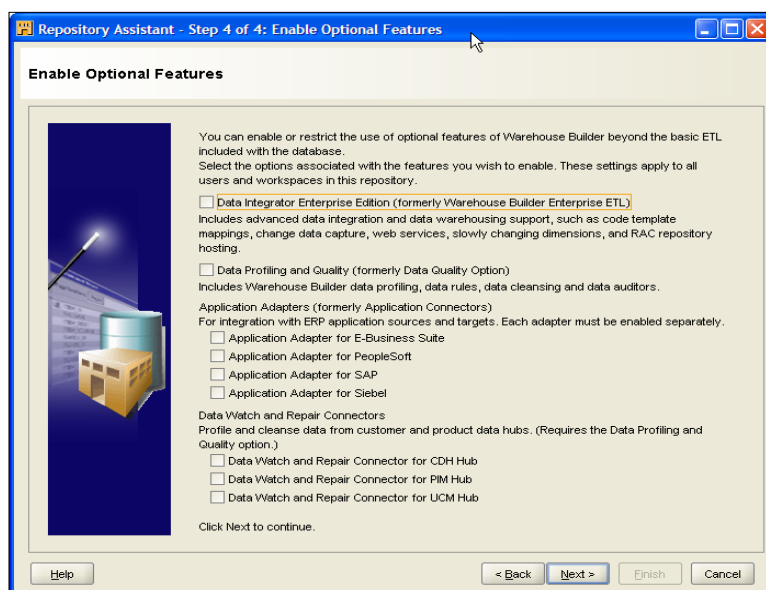 Repository Assistant - Step 4 of 4: Enable Optional Features
Enable Optional Features
You can enable or restrict the use of optional features of Warehouse Builder beyond the basic ETL
included with the database.
Select the options associated with the features you wish to enable. These settings apply to all
users and workspaces in this repository.
Data Integrator Enterprise Edition (formerly Warehouse Builder Enterprise ETL)
Includes advanced data integration and data warehousing support, such as code template
mappings, change data capture, web services, slowly changing dimensions, and RAC repository
hosting.
Data Profiling and Quality (formerly Data Quality Option)
Includes Warehouse Builder data profiling, data rules, data cleansing and data auditors.
Application Adapters (formerly Application Connectors)
For integration with ERP application sources and targets. Each adapter must be enabled separately.
Application Adapter for E-Business Suite
Application Adapter for PeopleSoft
Application Adapter for SAP
Application Adapter for Siebel
Data Watch and Repair Connectors
Profile and cleanse data from customer and product data hubs. (Requires the Data Profiling and
Quality option.)
Data Watch and Repair Connector for CDH Hub
Data Watch and Repair Connector for PIM Hub
Data Watch and Repair Connector for UCM Hub
Click Next to continue.
Help < Back Next > Finish Cancel